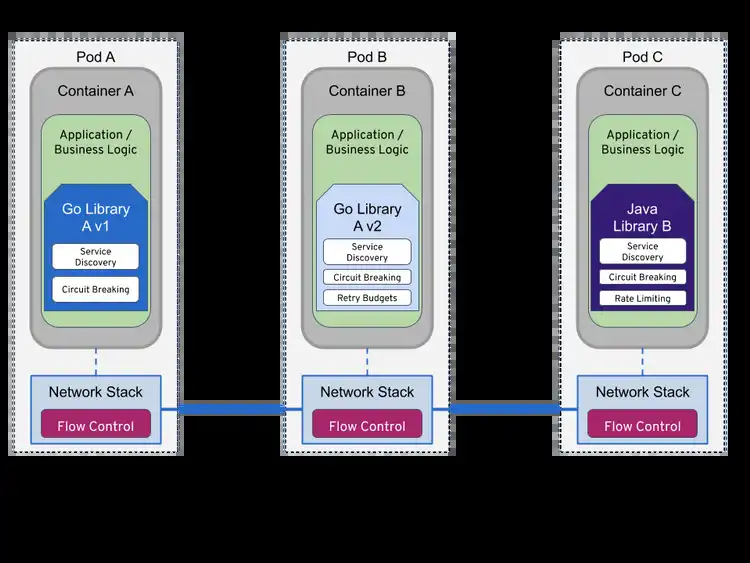 Pod A
Container A
Application /
Business Logic
Go Library
A v1
Service
Discovery
Circuit Breaking
Network Stack
Flow Control
Pod B
Container B
Application /
Business Logic
Go Library
A v2
Service
Discovery
Circuit Breaking
Retry Budgets
Network Stack
Flow Control
Pod C
Container C
Application /
Business Logic
Java
Library B
Service
Discovery
Circuit Breaking
Rate Limiting
Network Stack
Flow Control